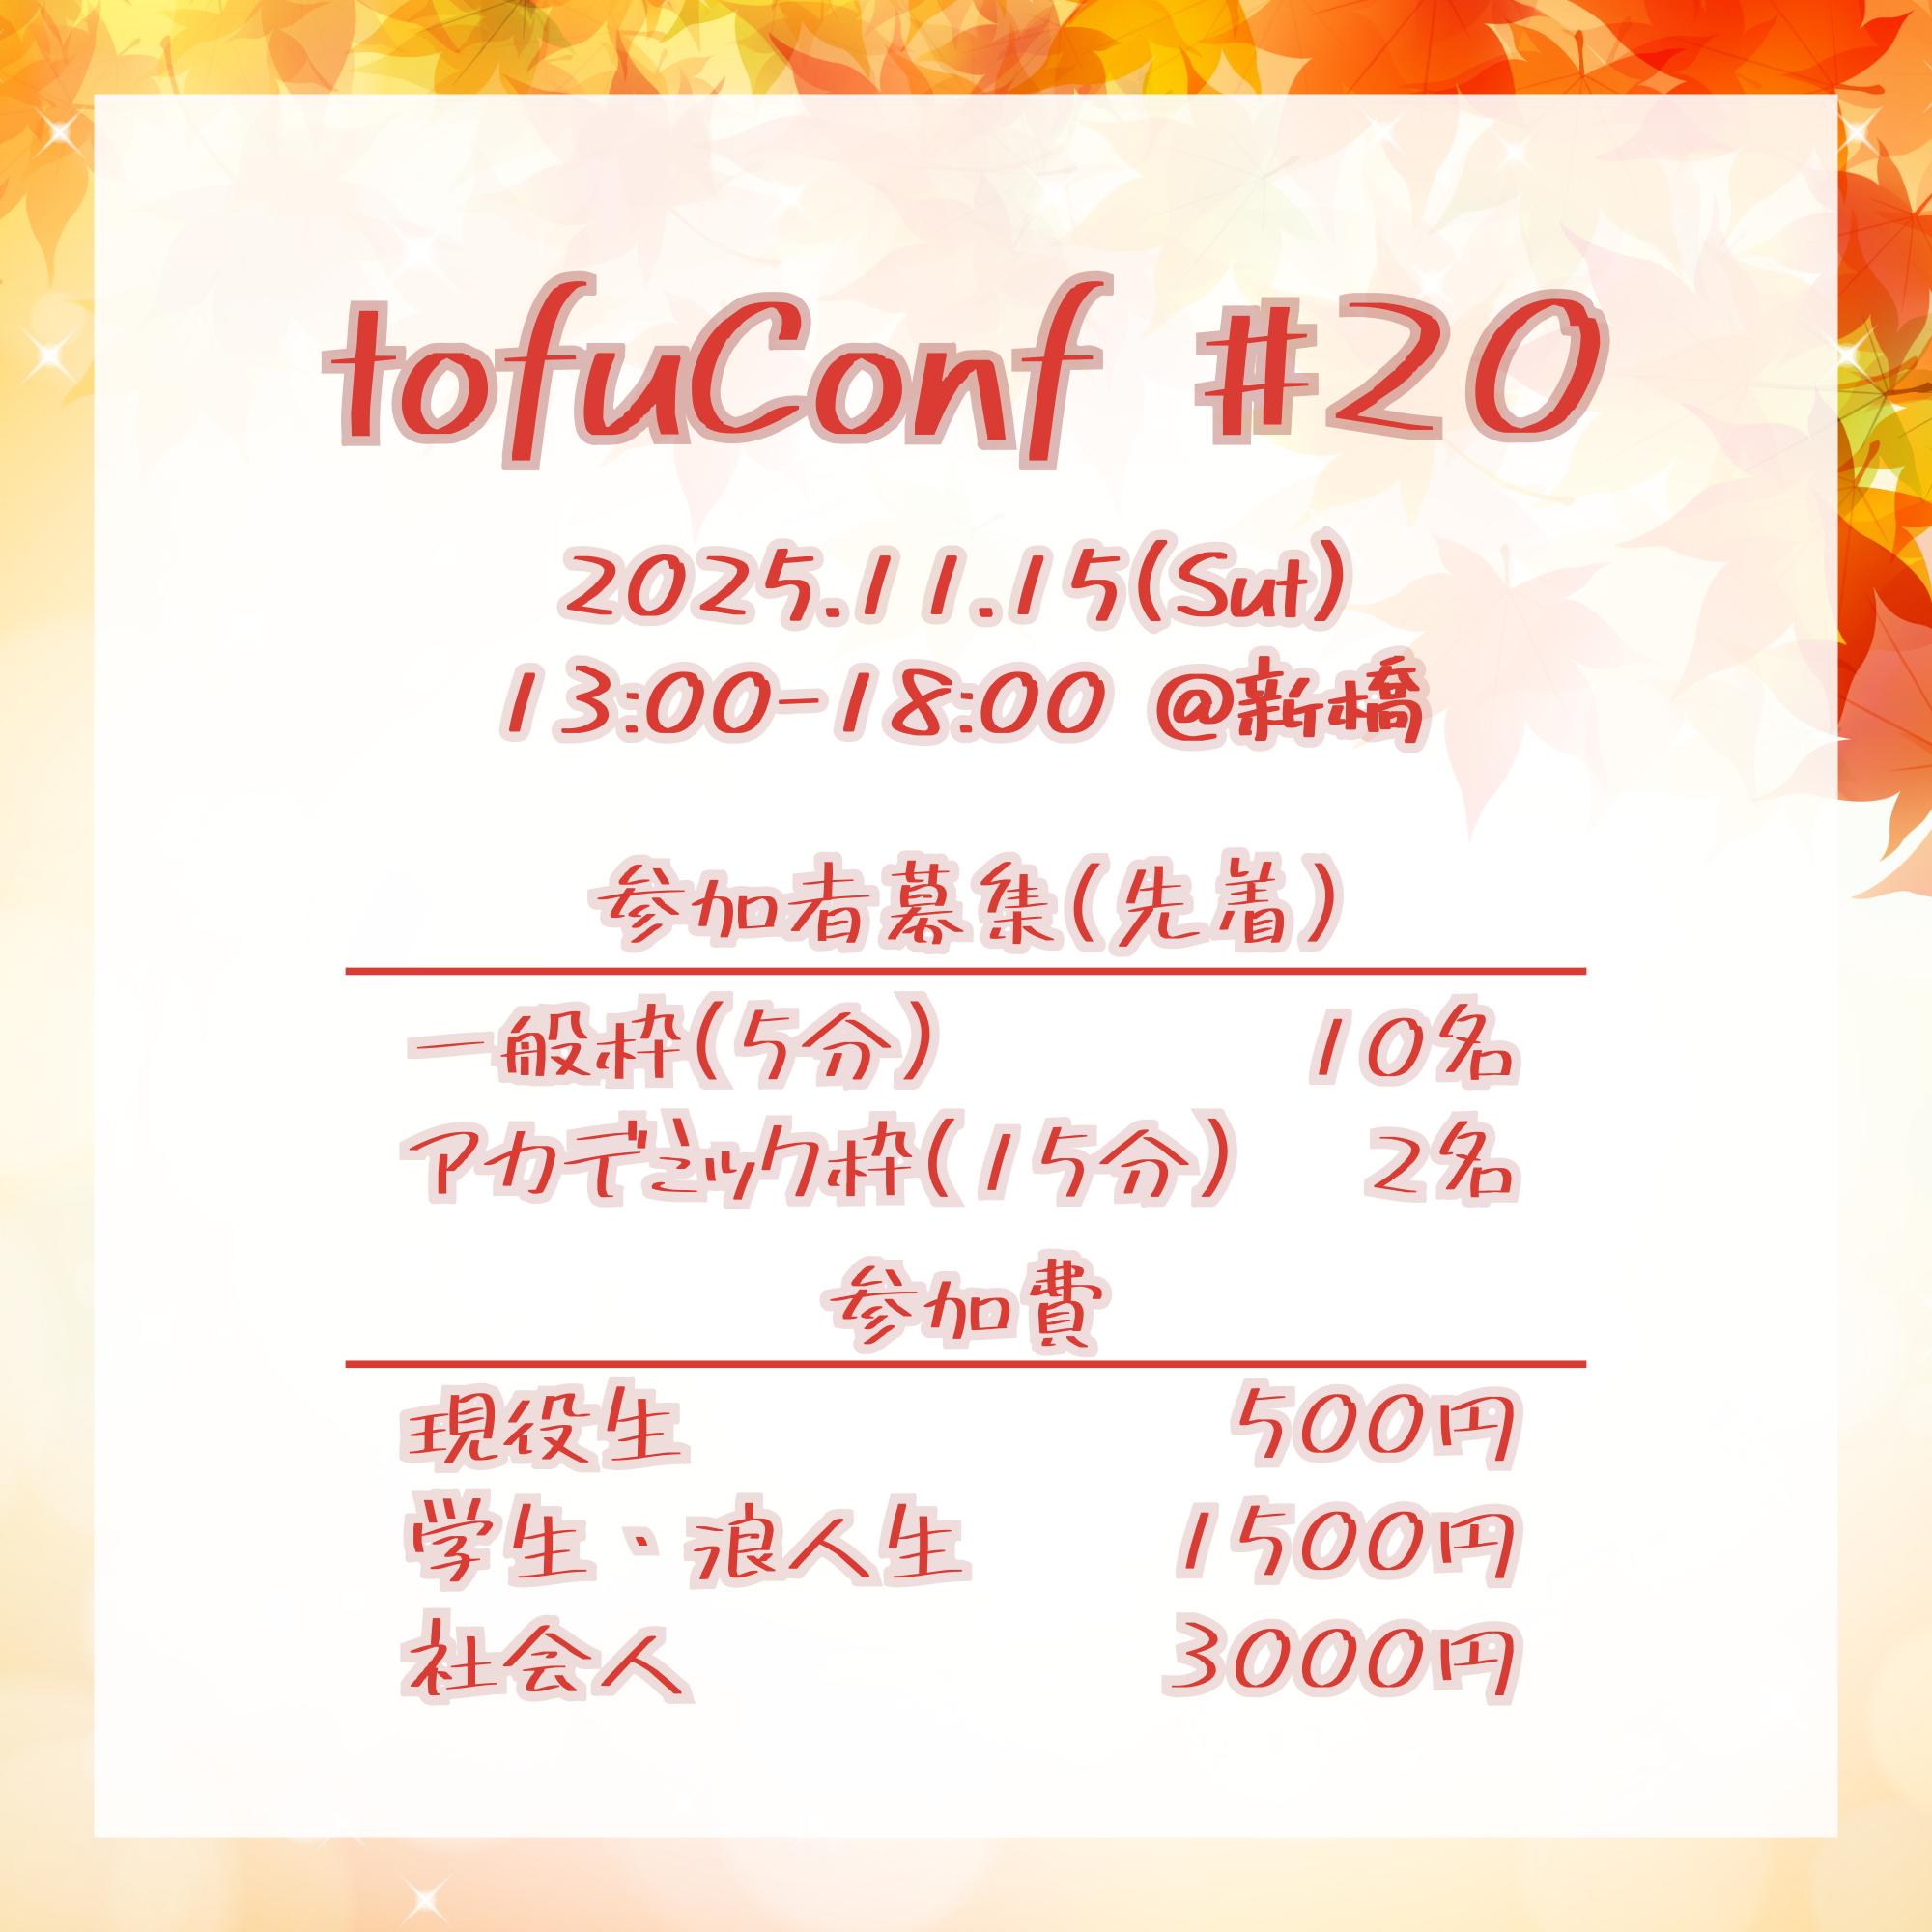 tofuConf #20
2025.11.15(Sut)
13:00-18:00 @新橋
参加者募集(先着)
一般枠(5分) 10名
アカデミック枠(15分) 2名
参加費
現役生 500円
学生・浪人生 1500円
社会人 3000円